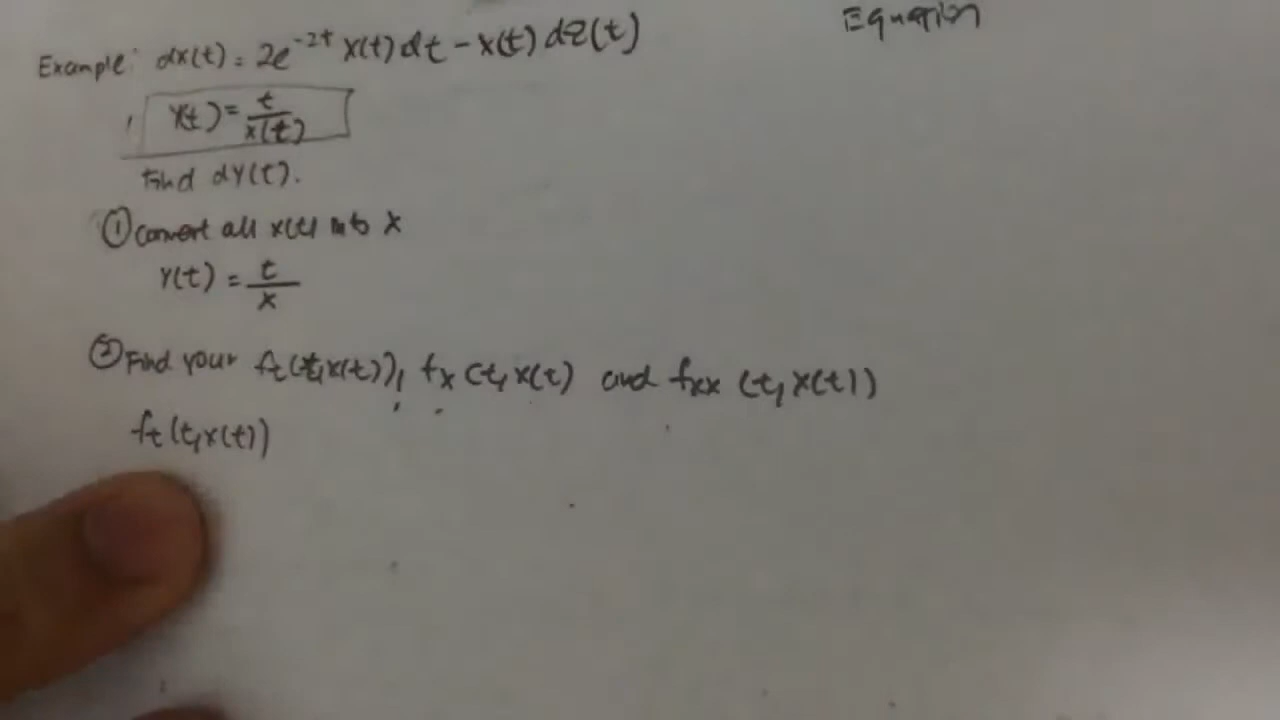 Equation
Example: dx(t) = 2e^{-2t} x(t) dt - x(t) dz(t)
, Y(t) = t/x(t)
Find dY(t).
① Convert all x(t) into x
Y(t) = t/x
② Find your f_t(t,x(t)), f_x(t,x(t) and f_xx (t,x(t))
f_t(t,x(t))